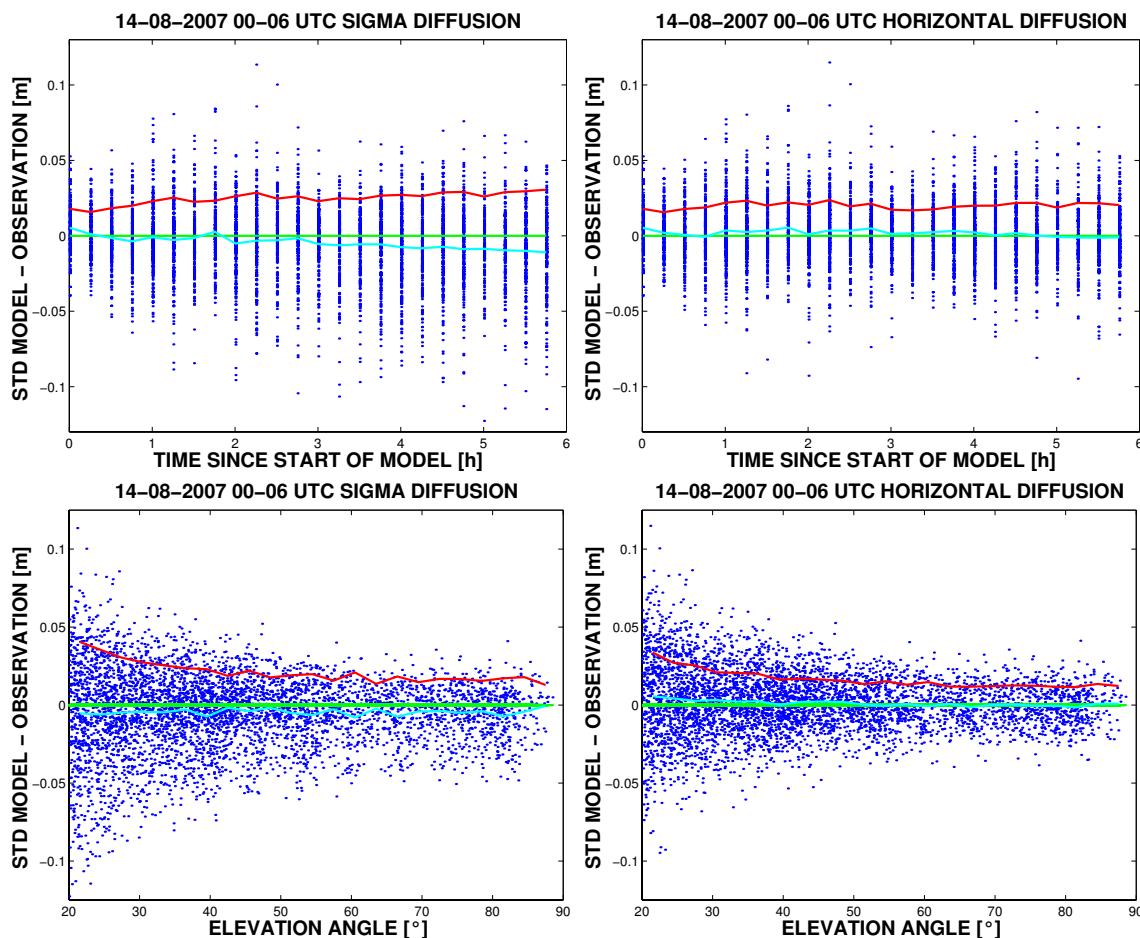 14−08−2007 00−06 UTC SIGMA DIFFUSION
STD MODEL − OBSERVATION [m]
0.1
0.05
0
−0.05
−0.1
0 1 2 3 4 5 6
TIME SINCE START OF MODEL [h]
14−08−2007 00−06 UTC HORIZONTAL DIFFUSION
STD MODEL − OBSERVATION [m]
0.1
0.05
0
−0.05
−0.1
0 1 2 3 4 5 6
TIME SINCE START OF MODEL [h]
14−08−2007 00−06 UTC SIGMA DIFFUSION
STD MODEL − OBSERVATION [m]
0.1
0.05
0
−0.05
−0.1
20 30 40 50 60 70 80 90
ELEVATION ANGLE [°]
14−08−2007 00−06 UTC HORIZONTAL DIFFUSION
STD MODEL − OBSERVATION [m]
0.1
0.05
0
−0.05
−0.1
20 30 40 50 60 70 80 90
ELEVATION ANGLE [°]